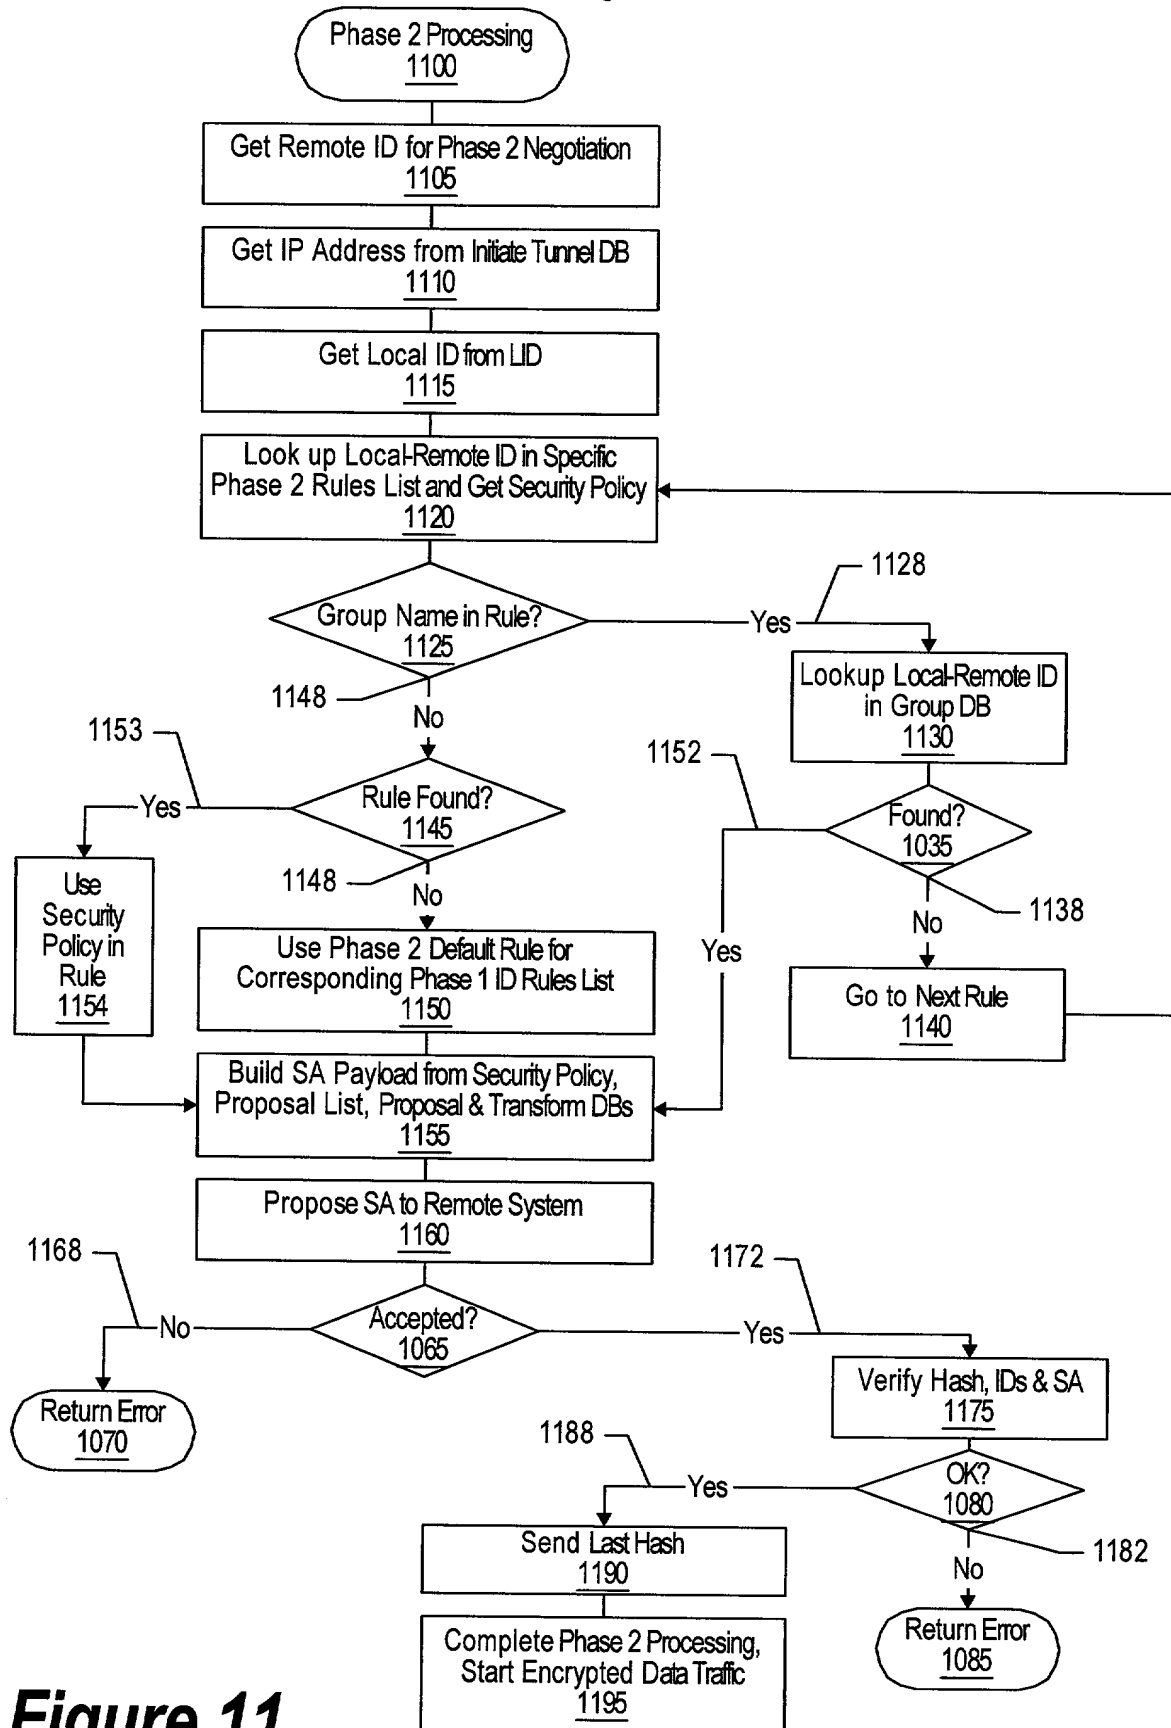 Phase 2 Processing
1100
Get Remote ID for Phase 2 Negotiation
1105
Get IP Address from Initiate Tunnel DB
1110
Get Local ID from LID
1115
Look up Local-Remote ID in Specific
Phase 2 Rules List and Get Security Policy
1120
1128
Group Name in Rule?
1125
Yes
1148
No
Lookup Local-Remote ID
in Group DB
1130
1153
1152
Yes
Rule Found?
1145
Found?
1035
1148
No
1138
No
Yes
Use
Security
Policy in
Rule
1154
Use Phase 2 Default Rule for
Corresponding Phase 1 ID Rules List
1150
Go to Next Rule
1140
Build SA Payload from Security Policy,
Proposal List, Proposal & Transform DBs
1155
Propose SA to Remote System
1160
1168
1172
No
Accepted?
1065
Yes
Return Error
1070
Verify Hash, IDs & SA
1175
1188
Yes
OK?
1080
1182
No
Send Last Hash
1190
Return Error
1085
Complete Phase 2 Processing,
Start Encrypted Data Traffic
1195
Figure 11